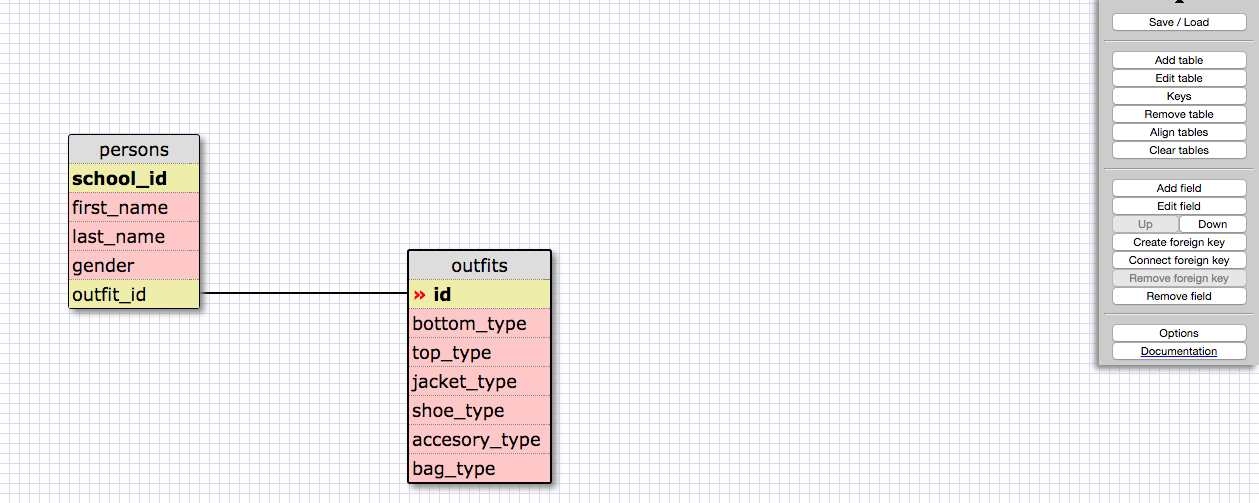 persons
school_id
first_name
last_name
gender
outfit_id
outfits
» id
bottom_type
top_type
jacket_type
shoe_type
accesory_type
bag_type
Save / Load
Add table
Edit table
Keys
Remove table
Align tables
Clear tables
Add field
Edit field
Up Down
Create foreign key
Connect foreign key
Remove foreign key
Remove field
Options
Documentation